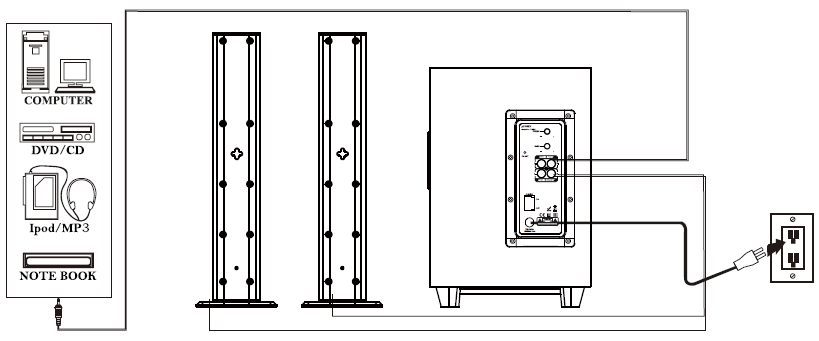 COMPUTER
DVD/CD
Ipod/MP3
NOTE BOOK